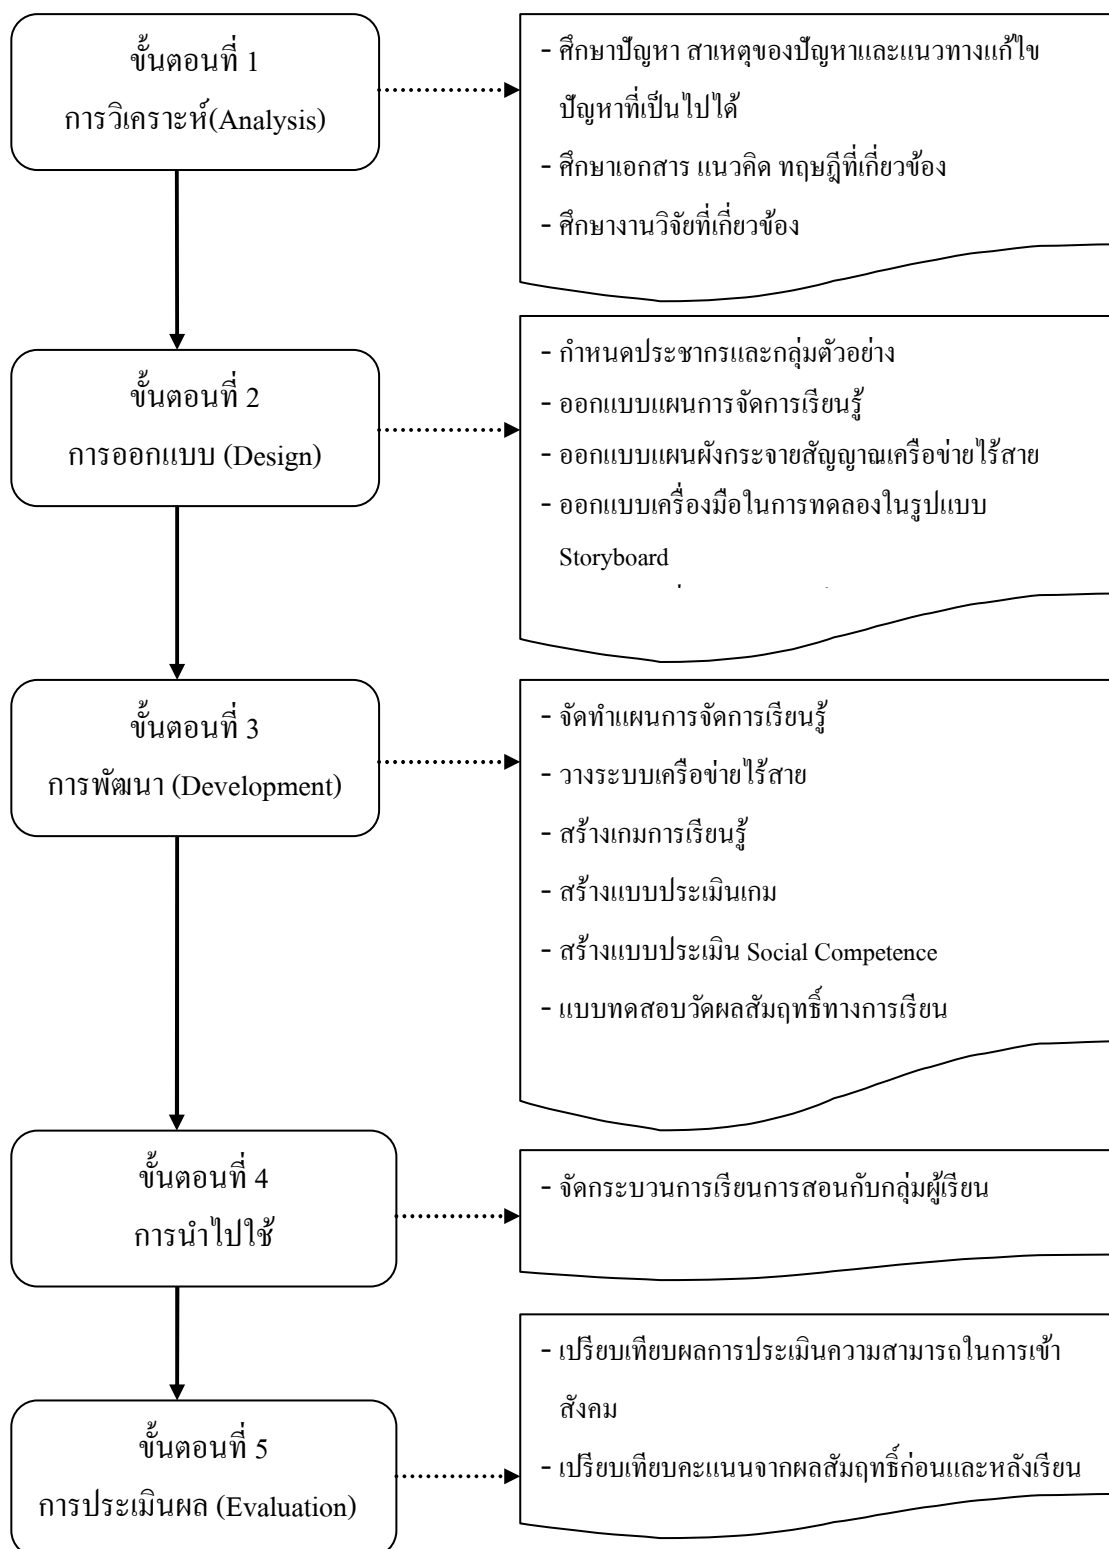 ขั้นตอนที่ 1
การวิเคราะห์(Analysis)
- ศึกษาปัญหา สาเหตุของปัญหาและแนวทางแก้ไข
ปัญหาที่เป็นไปได้
- ศึกษาเอกสาร แนวคิด ทฤษฎีที่เกี่ยวข้อง
- ศึกษางานวิจัยที่เกี่ยวข้อง
ขั้นตอนที่ 2
การออกแบบ (Design)
- กำหนดประชากรและกลุ่มตัวอย่าง
- ออกแบบแผนการจัดการเรียนรู้
- ออกแบบแผนผังกระจายสัญญาณเครือข่ายไร้สาย
- ออกแบบเครื่องมือในการทดลองในรูปแบบ
Storyboard
ขั้นตอนที่ 3
การพัฒนา (Development)
- จัดทำแผนการจัดการเรียนรู้
- วางระบบเครือข่ายไร้สาย
- สร้างเกมการเรียนรู้
- สร้างแบบประเมินเกม
- สร้างแบบประเมิน Social Competence
- แบบทดสอบวัดผลสัมฤทธิ์ทางการเรียน
ขั้นตอนที่ 4
การนำไปใช้
- จัดกระบวนการเรียนการสอนกับกลุ่มผู้เรียน
ขั้นตอนที่ 5
การประเมินผล (Evaluation)
- เปรียบเทียบผลการประเมินความสามารถในการเข้า
สังคม
- เปรียบเทียบคะแนนจากผลสัมฤทธิ์ก่อนและหลังเรียน